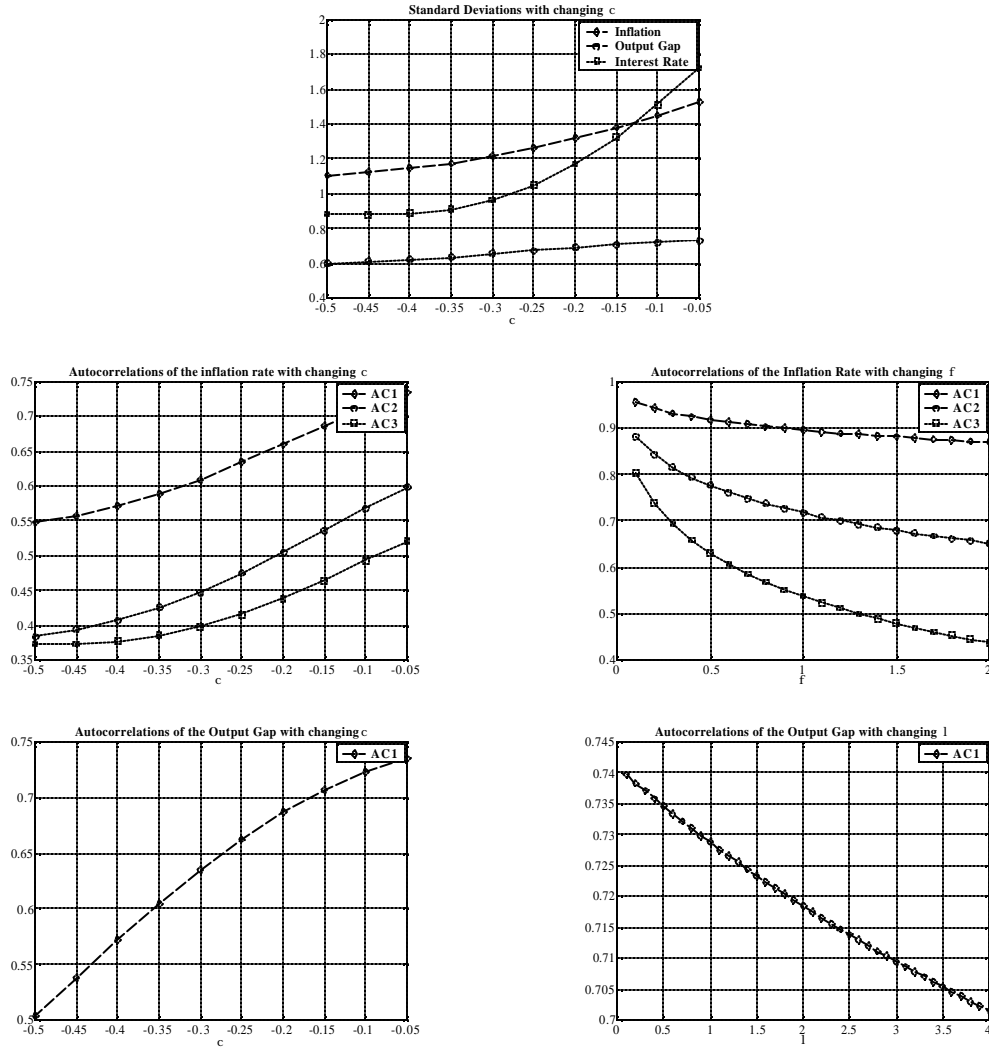 Standard Deviations with changing c
2
1.8
1.6
1.4
1.2
1
0.8
0.6
0.4
Inflation
Output Gap
Interest Rate
-0.5 -0.45 -0.4 -0.35 -0.3 -0.25 -0.2 -0.15 -0.1 -0.05
c
Autocorrelations of the inflation rate with changing c
0.75
0.7
0.65
0.6
0.55
0.5
0.45
0.4
0.35
AC1
AC2
AC3
-0.5 -0.45 -0.4 -0.35 -0.3 -0.25 -0.2 -0.15 -0.1 -0.05
c
Autocorrelations of the Inflation Rate with changing f
1
0.9
0.8
0.7
0.6
0.5
0.4
AC1
AC2
AC3
0 0.5 1 1.5 2
f
Autocorrelations of the Output Gap with changing c
0.75
0.7
0.65
0.6
0.55
0.5
AC1
-0.5 -0.45 -0.4 -0.35 -0.3 -0.25 -0.2 -0.15 -0.1 -0.05
c
Autocorrelations of the Output Gap with changing l
0.745
0.74
0.735
0.73
0.725
0.72
0.715
0.71
0.705
0.7
AC1
0 0.5 1 1.5 2 2.5 3 3.5 4
l